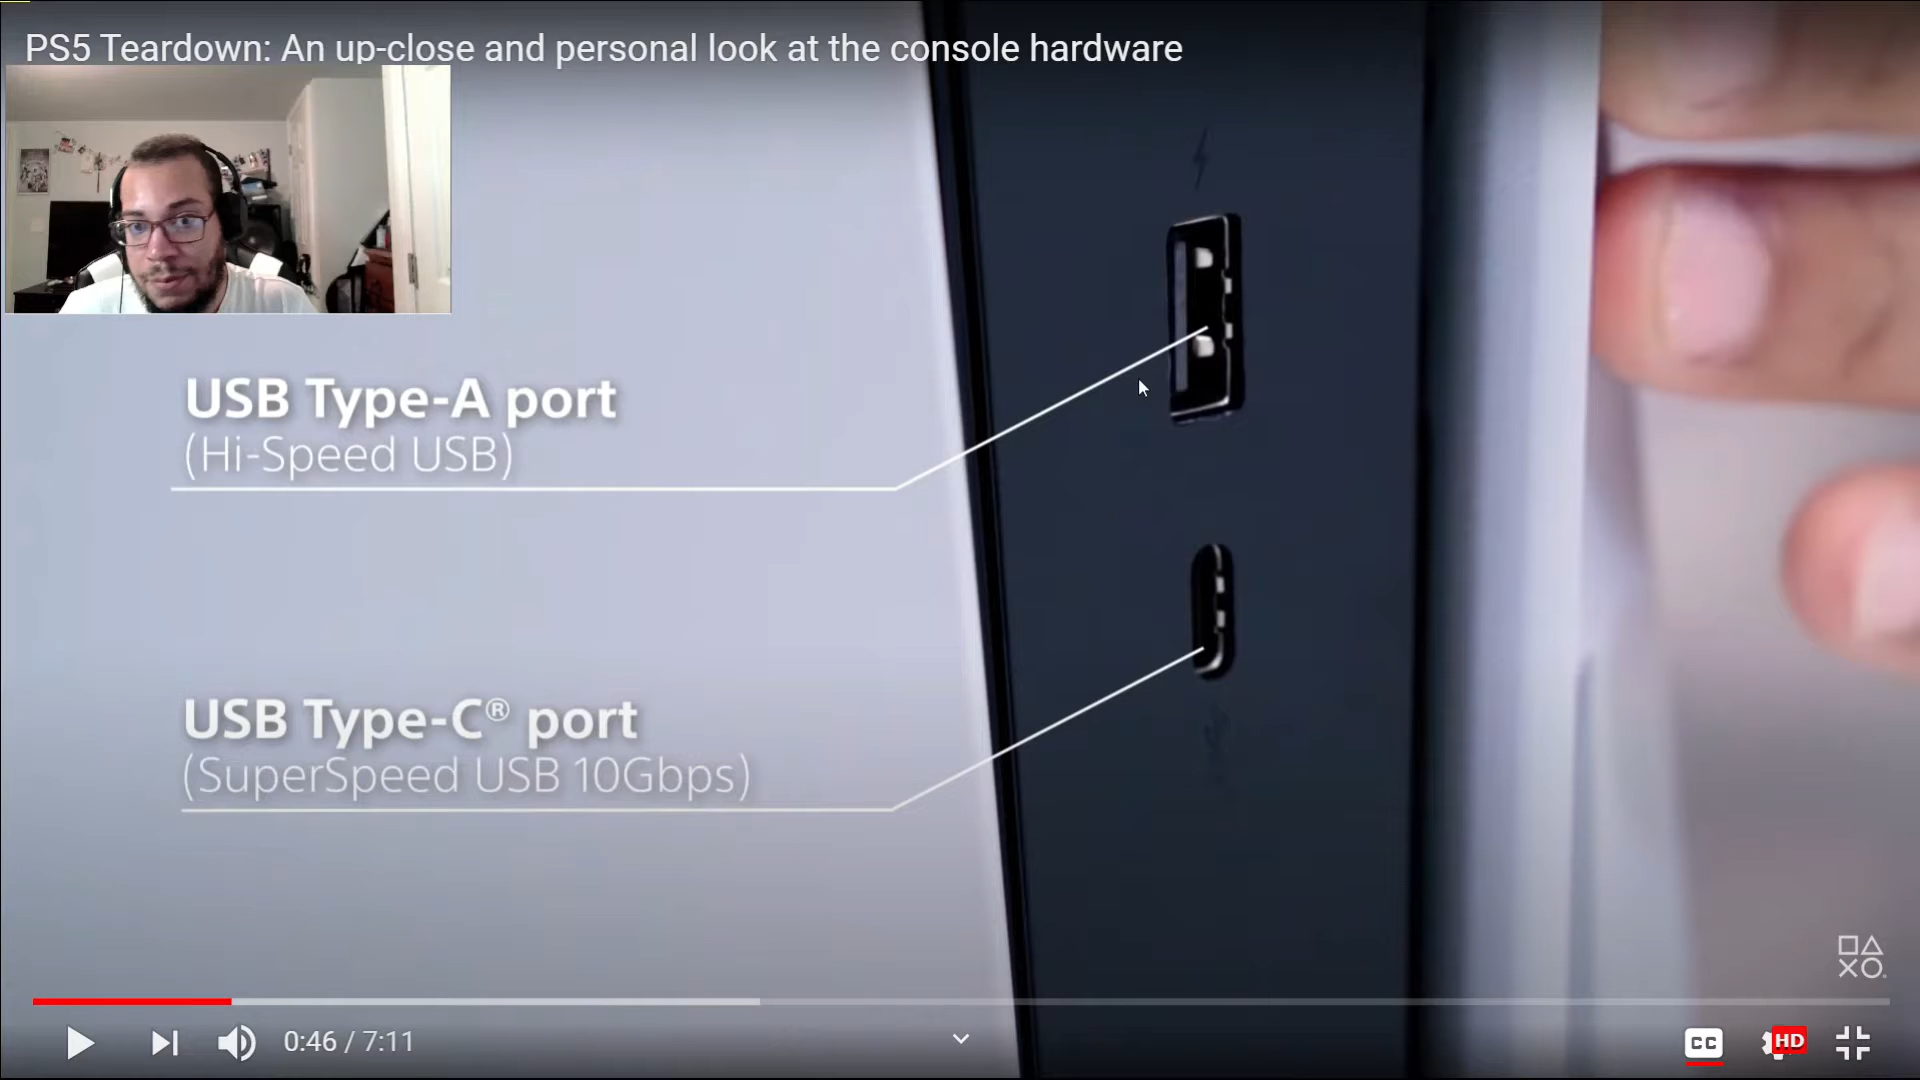 PS5 Teardown: An up-close and personal look at the console hardware
USB Type-A port
(Hi-Speed USB)
USB Type-C® port
(SuperSpeed USB 10Gbps)
0:46 / 7:11
CC
HD